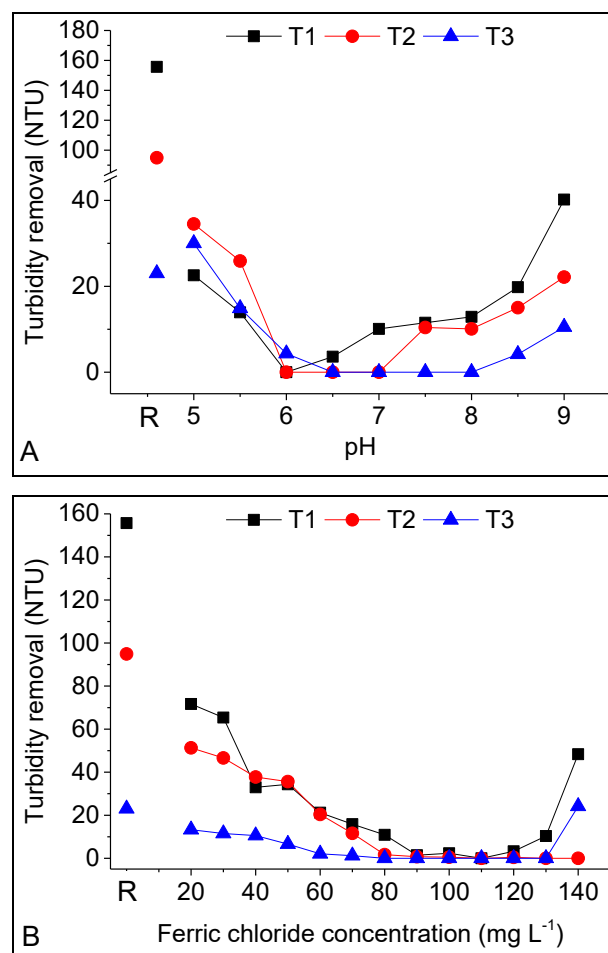 180
160
140
120
100
40
20
0
Turbidity removal (NTU)
T1 T2 T3
R 5 6 7 8 9
pH
A
160
140
120
100
80
60
40
20
0
Turbidity removal (NTU)
T1 T2 T3
R 20 40 60 80 100 120 140
Ferric chloride concentration (mg L⁻¹)
B